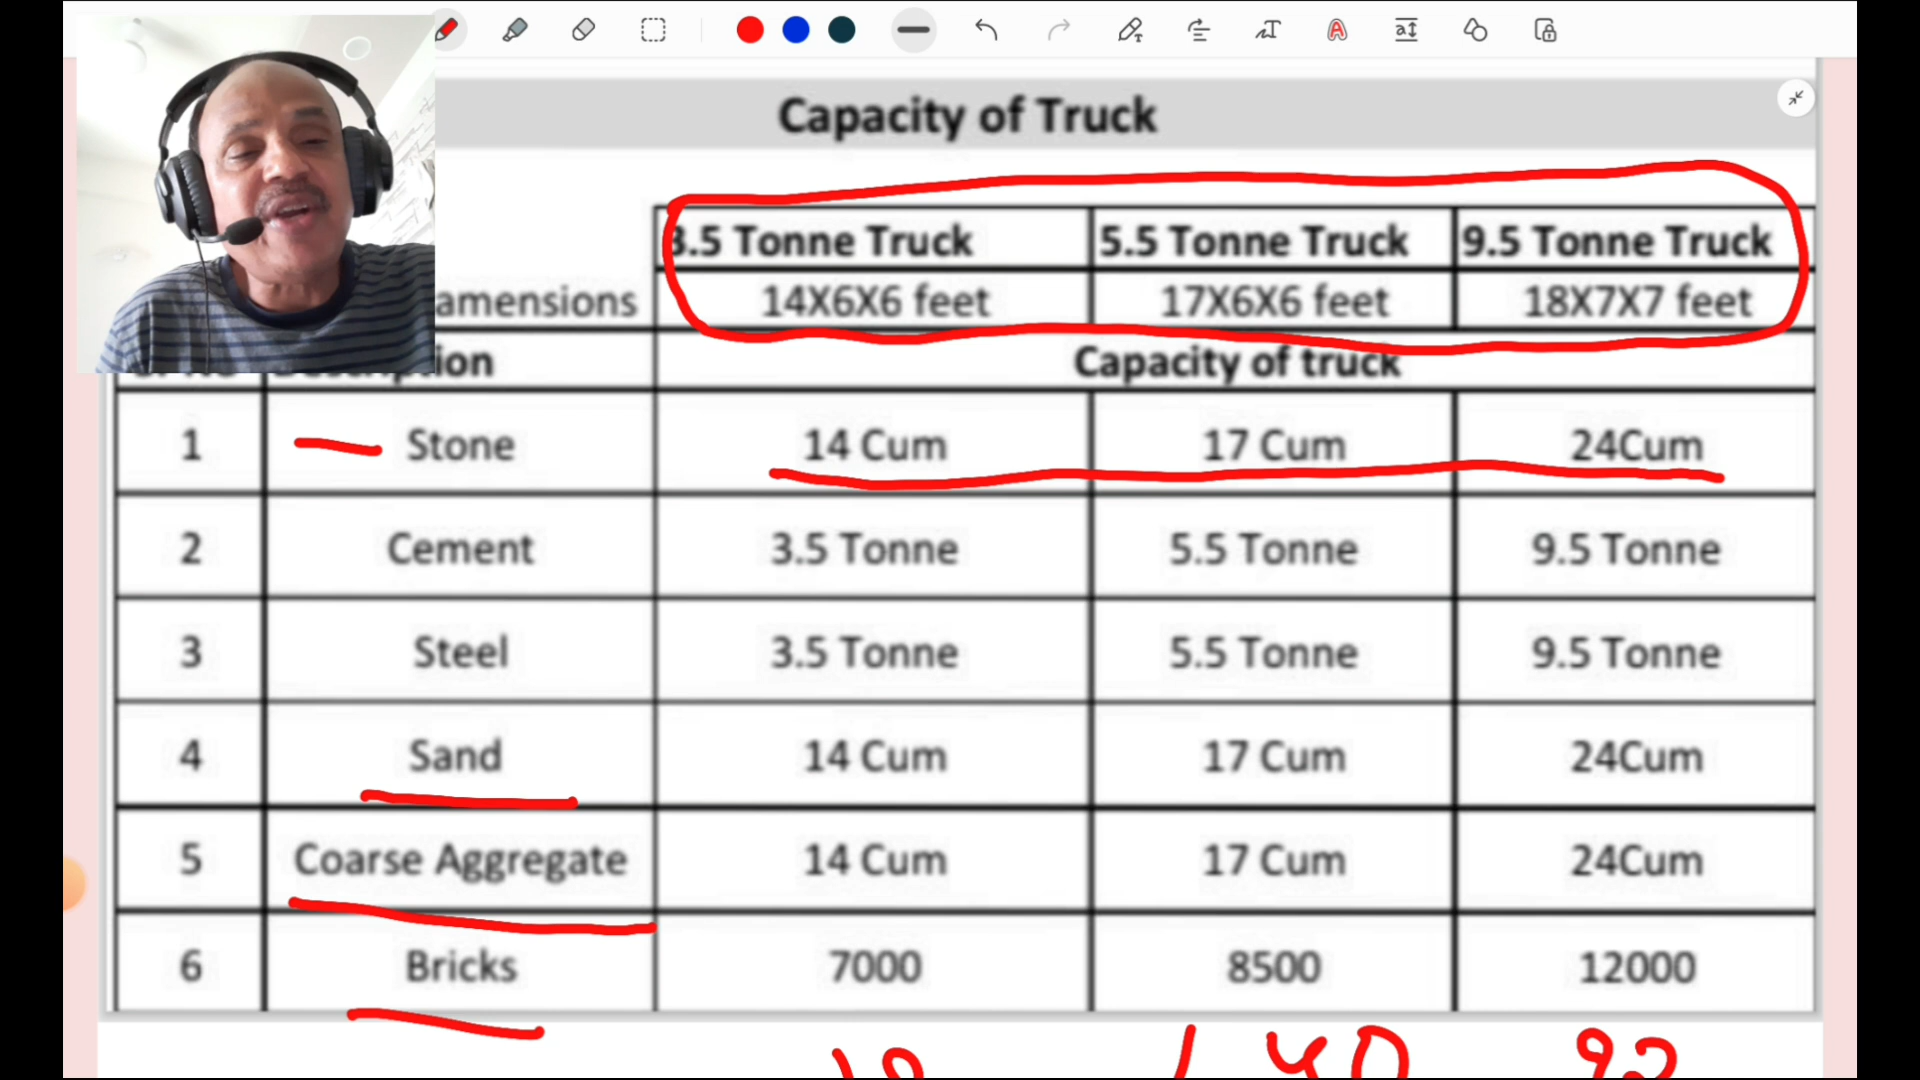 Capacity of Truck
3.5 Tonne Truck 5.5 Tonne Truck 9.5 Tonne Truck
amensions 14X6X6 feet 17X6X6 feet 18X7X7 feet
Capacity of truck
1 Stone 14 Cum 17 Cum 24Cum
2 Cement 3.5 Tonne 5.5 Tonne 9.5 Tonne
3 Steel 3.5 Tonne 5.5 Tonne 9.5 Tonne
4 Sand 14 Cum 17 Cum 24Cum
5 Coarse Aggregate 14 Cum 17 Cum 24Cum
6 Bricks 7000 8500 12000